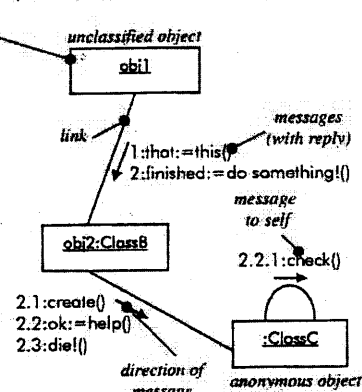 unclassified object
obj1
link
messages
(with reply)
1:that:=this()
2:finished:=do something!()
message
to self
obj2:ClassB
2.2.1:check()
2.1:create()
2.2:ok:=help()
2.3:die!()
:ClassC
direction of
message
anonymous object